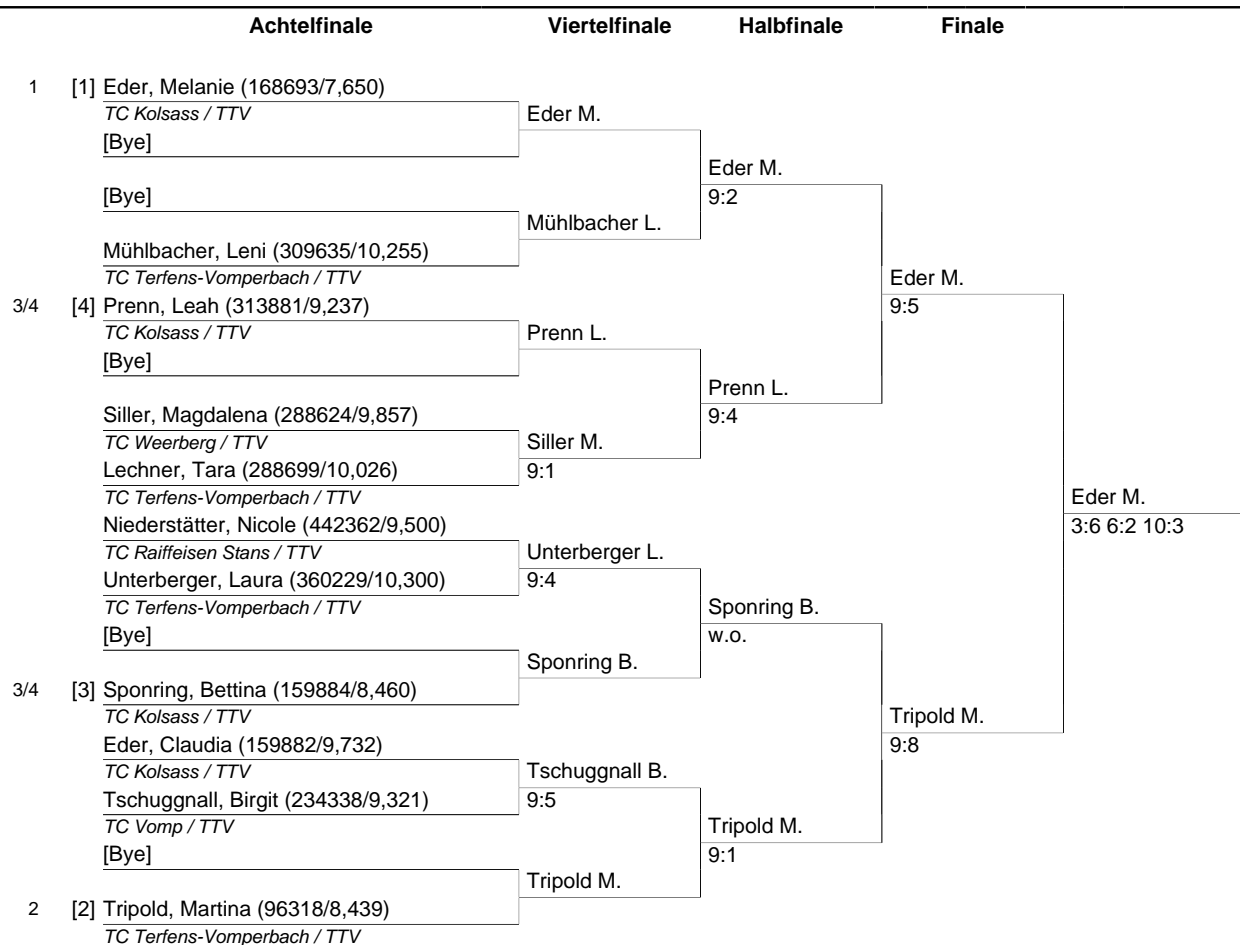 Achtelfinale Viertelfinale Halbfinale Finale
1 [1] Eder, Melanie (168693/7,650)
TC Kolsass / TTV
Eder M.
[Bye]
Eder M.
[Bye]
9:2
Mühlbacher L.
Mühlbacher, Leni (309635/10,255)
TC Terfens-Vomperbach / TTV
Eder M.
3/4 [4] Prenn, Leah (313881/9,237)
9:5
TC Kolsass / TTV
Prenn L.
[Bye]
Prenn L.
Siller, Magdalena (288624/9,857)
9:4
TC Weerberg / TTV
Siller M.
Lechner, Tara (288699/10,026)
9:1
TC Terfens-Vomperbach / TTV
Eder M.
Niederstätter, Nicole (442362/9,500)
3:6 6:2 10:3
TC Raiffeisen Stans / TTV
Unterberger L.
Unterberger, Laura (360229/10,300)
9:4
TC Terfens-Vomperbach / TTV
Sponring B.
[Bye]
w.o.
Sponring B.
3/4 [3] Sponring, Bettina (159884/8,460)
TC Kolsass / TTV
Tripold M.
Eder, Claudia (159882/9,732)
9:8
TC Kolsass / TTV
Tschuggnall B.
Tschuggnall, Birgit (234338/9,321)
9:5
TC Vomp / TTV
Tripold M.
[Bye]
9:1
Tripold M.
2 [2] Tripold, Martina (96318/8,439)
TC Terfens-Vomperbach / TTV